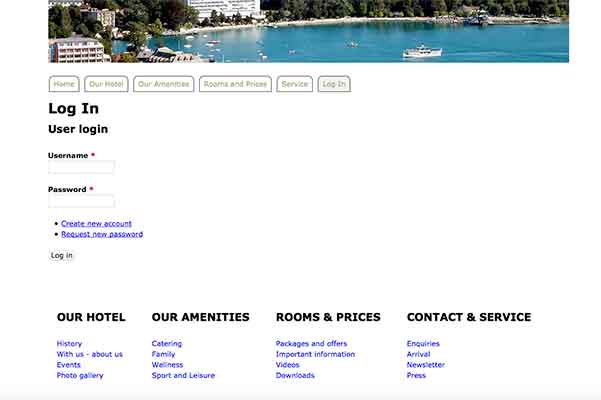 Home Our Hotel Our Amenities Rooms and Prices Service Log In
Log In
User login
Username *
Password *
• Create new account
• Request new password
Log in
OUR HOTEL OUR AMENITIES ROOMS & PRICES CONTACT & SERVICE
History Catering Packages and offers Enquiries
With us - about us Family Important information Arrival
Events Wellness Videos Newsletter
Photo gallery Sport and Leisure Downloads Press